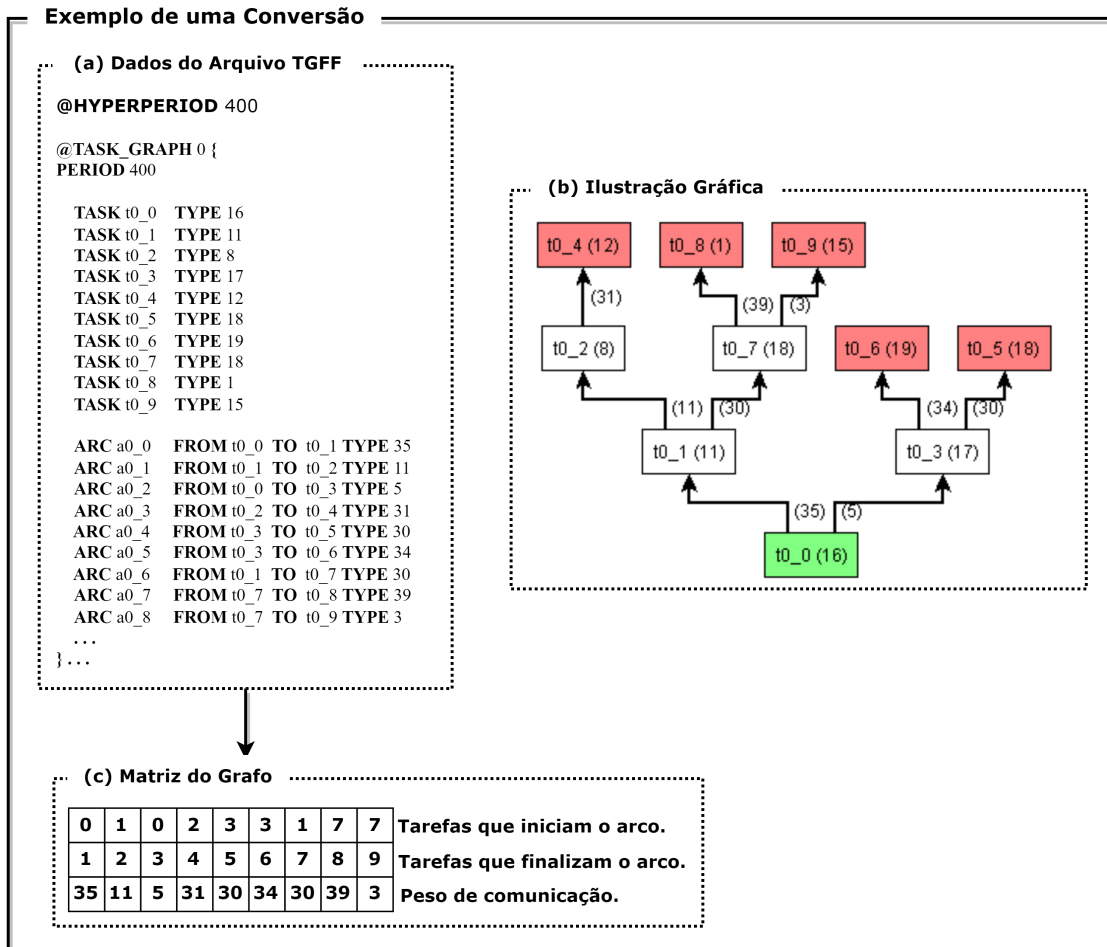 Exemplo de uma Conversão
(a) Dados do Arquivo TGFF
@HYPERPERIOD 400
@TASK_GRAPH 0 {
PERIOD 400
TASK t0_0 TYPE 16
TASK t0_1 TYPE 11
TASK t0_2 TYPE 8
TASK t0_3 TYPE 17
TASK t0_4 TYPE 12
TASK t0_5 TYPE 18
TASK t0_6 TYPE 19
TASK t0_7 TYPE 18
TASK t0_8 TYPE 1
TASK t0_9 TYPE 15
ARC a0_0 FROM t0_0 TO t0_1 TYPE 35
ARC a0_1 FROM t0_1 TO t0_2 TYPE 11
ARC a0_2 FROM t0_0 TO t0_3 TYPE 5
ARC a0_3 FROM t0_2 TO t0_4 TYPE 31
ARC a0_4 FROM t0_3 TO t0_5 TYPE 30
ARC a0_5 FROM t0_3 TO t0_6 TYPE 34
ARC a0_6 FROM t0_1 TO t0_7 TYPE 30
ARC a0_7 FROM t0_7 TO t0_8 TYPE 39
ARC a0_8 FROM t0_7 TO t0_9 TYPE 3
. . .
} . . .
(b) Ilustração Gráfica
t0_4 (12) t0_8 (1) t0_9 (15)
(31) (39) (3)
t0_2 (8) t0_7 (18) t0_6 (19) t0_5 (18)
(11) (30) (34) (30)
t0_1 (11) t0_3 (17)
(35) (5)
t0_0 (16)
(c) Matriz do Grafo
0 1 0 2 3 3 1 7 7 Tarefas que iniciam o arco.
1 2 3 4 5 6 7 8 9 Tarefas que finalizam o arco.
35 11 5 31 30 34 30 39 3 Peso de comunicação.